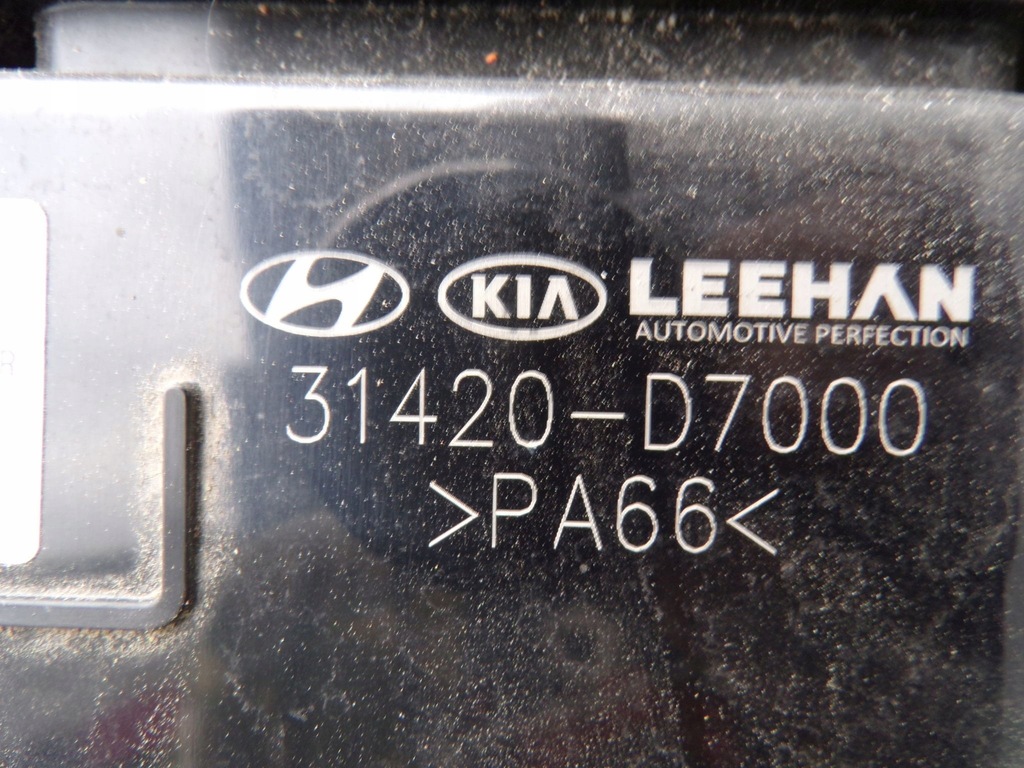 KIA LEEHAN
AUTOMOTIVE PERFECTION
31420-D7000
>PA66<